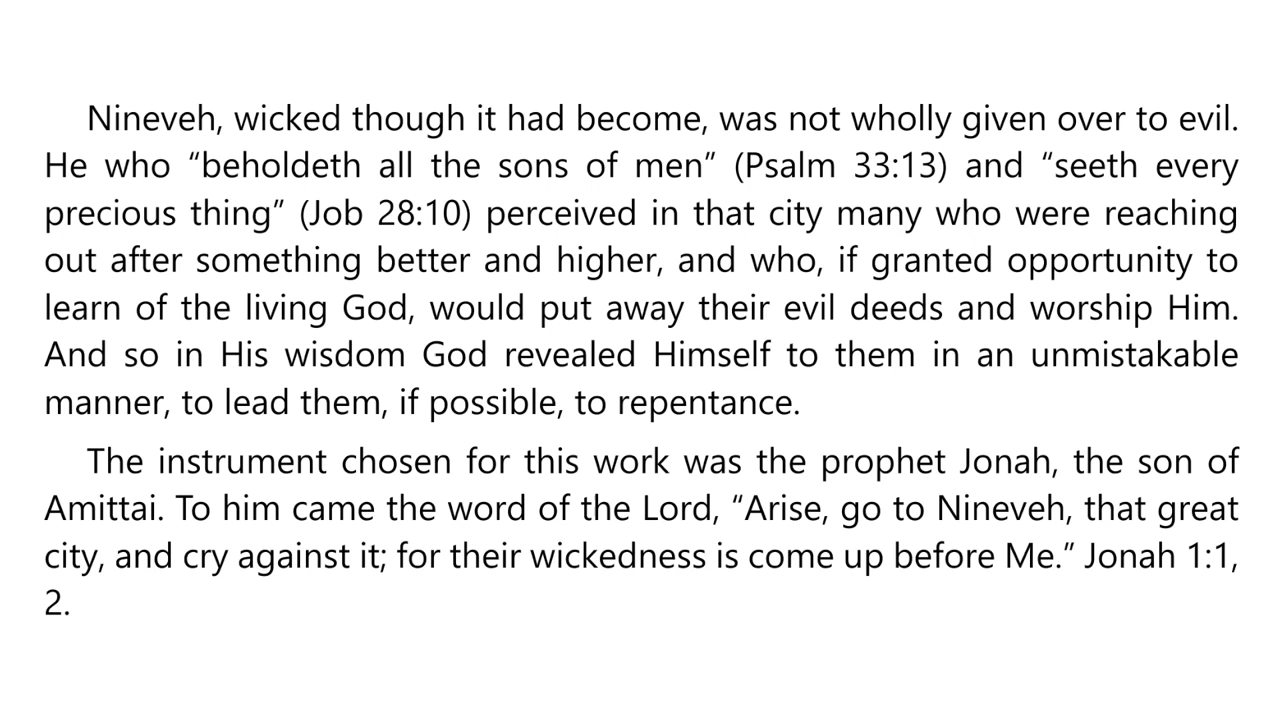 Nineveh, wicked though it had become, was not wholly given over to evil.
He who “beholdeth all the sons of men” (Psalm 33:13) and “seeth every
precious thing” (Job 28:10) perceived in that city many who were reaching
out after something better and higher, and who, if granted opportunity to
learn of the living God, would put away their evil deeds and worship Him.
And so in His wisdom God revealed Himself to them in an unmistakable
manner, to lead them, if possible, to repentance.
The instrument chosen for this work was the prophet Jonah, the son of
Amittai. To him came the word of the Lord, “Arise, go to Nineveh, that great
city, and cry against it; for their wickedness is come up before Me.” Jonah 1:1,
2.